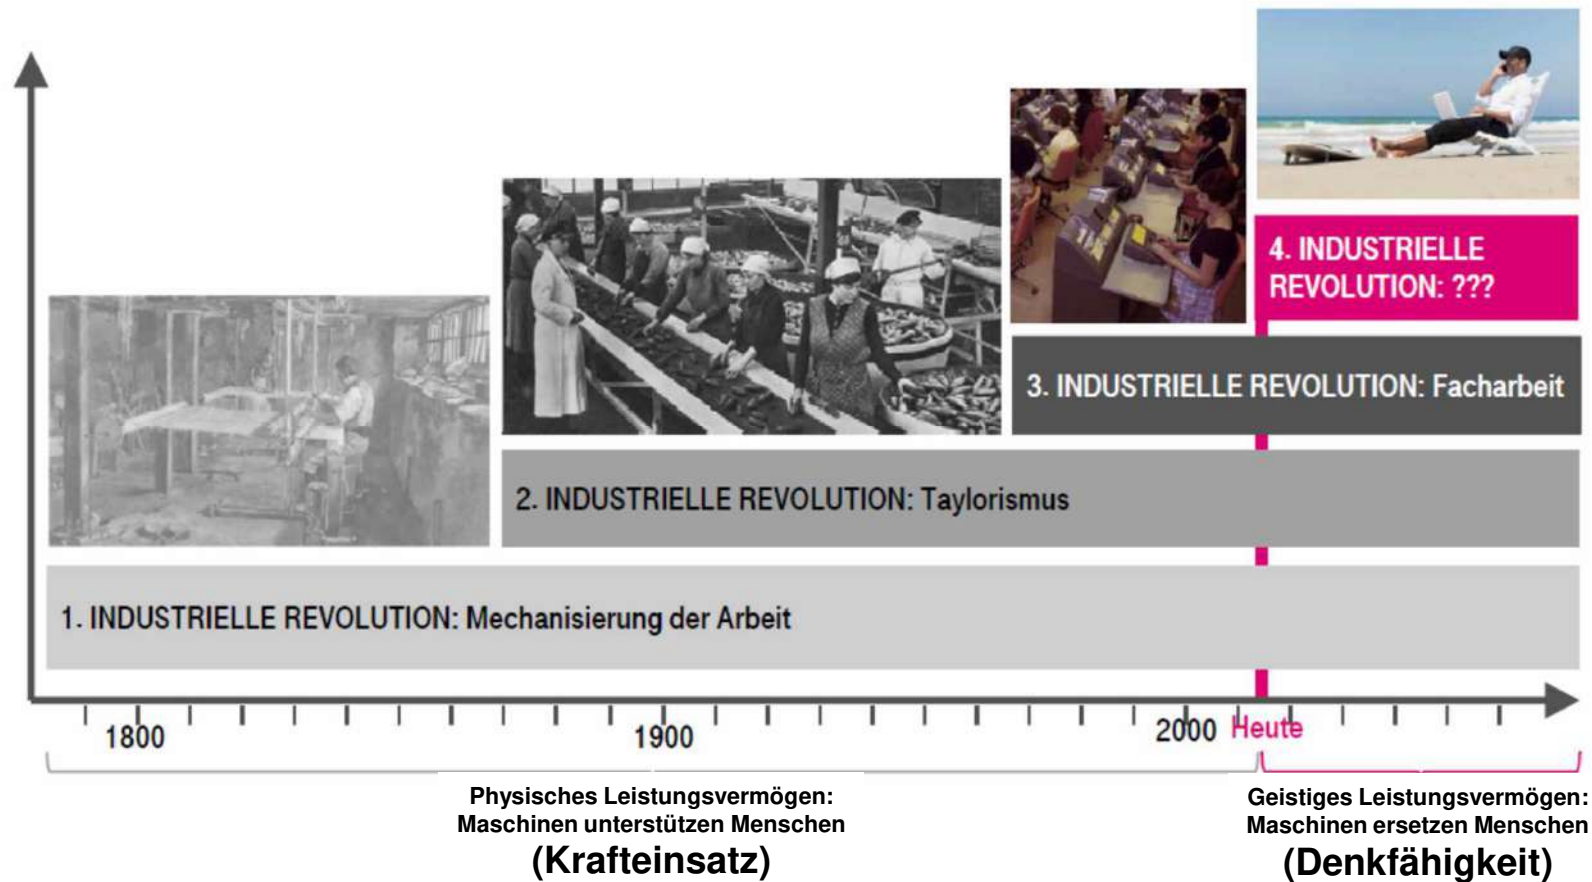 4. INDUSTRIELLE
REVOLUTION: ???
3. INDUSTRIELLE REVOLUTION: Facharbeit
2. INDUSTRIELLE REVOLUTION: Taylorismus
1. INDUSTRIELLE REVOLUTION: Mechanisierung der Arbeit
1800 1900 2000 Heute
Physisches Leistungsvermögen:
Maschinen unterstützen Menschen
(Krafteinsatz)
Geistiges Leistungsvermögen:
Maschinen ersetzen Menschen
(Denkfähigkeit)